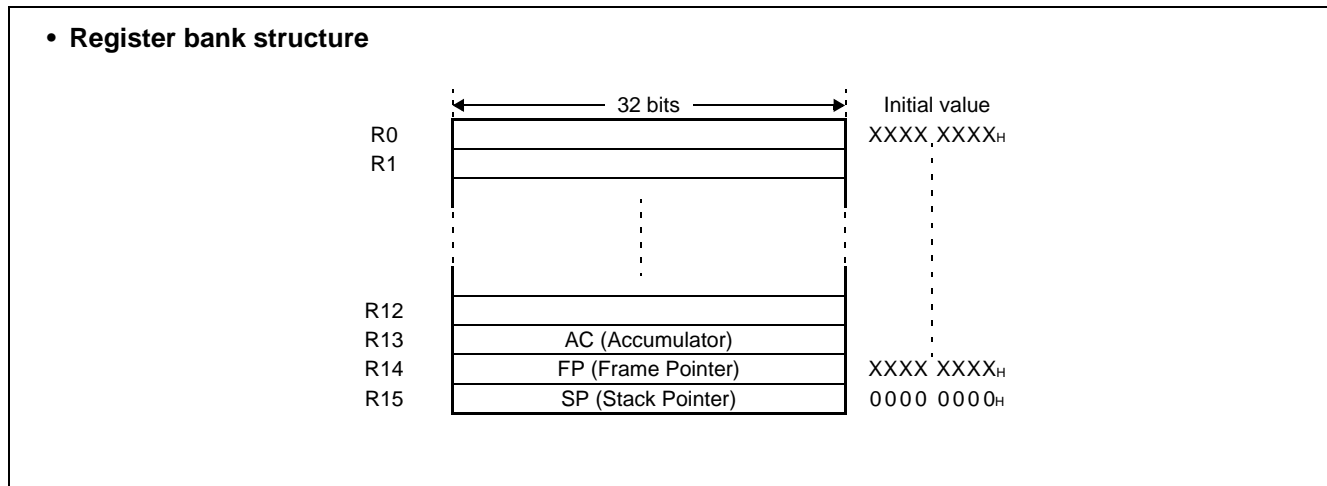 • Register bank structure
32 bits Initial value
R0 XXXX XXXXH
R1
R12
R13 AC (Accumulator)
R14 FP (Frame Pointer) XXXX XXXXH
R15 SP (Stack Pointer) 0000 0000H